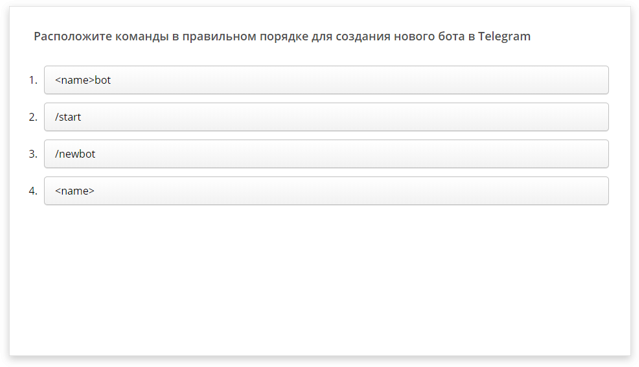 Расположите команды в правильном порядке для создания нового бота в Telegram
1. <name>bot
2. /start
3. /newbot
4. <name>